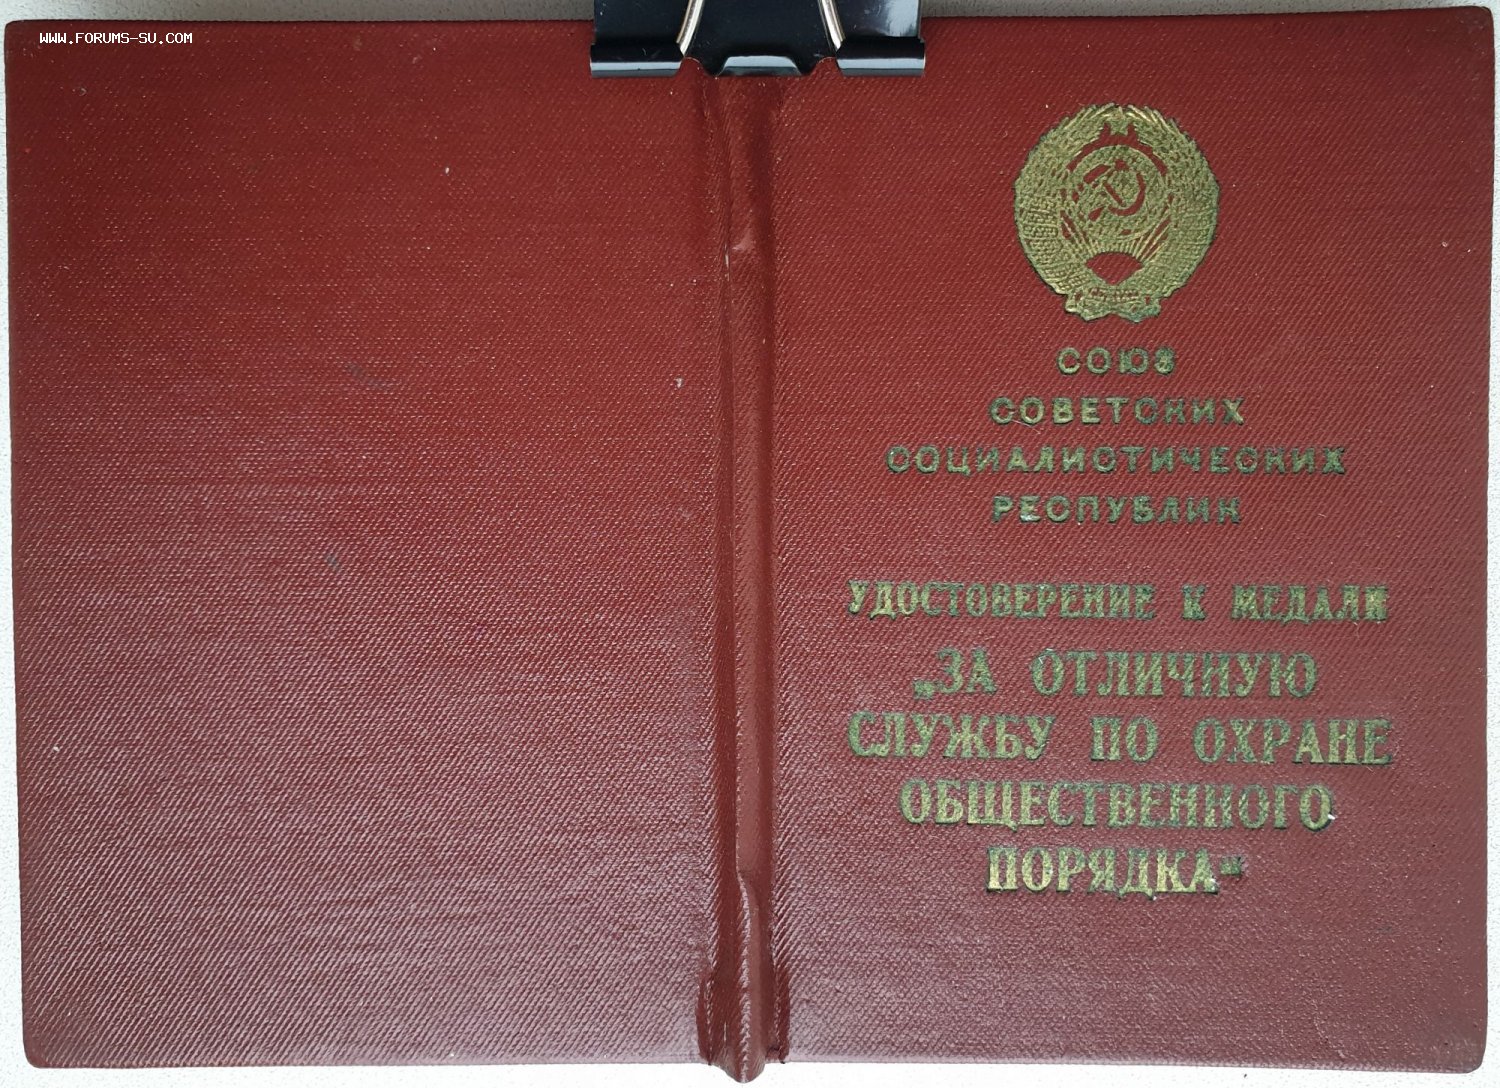 WWW.FORUMS-SU.COM
СОЮЗ
СОВЕТСКИХ
СОЦИАЛИСТИЧЕСКИХ
РЕСПУБЛИК
УДОСТОВЕРЕНИЕ К МЕДАЛИ
„ЗА ОТЛИЧНУЮ
СЛУЖБУ ПО ОХРАНЕ
ОБЩЕСТВЕННОГО
ПОРЯДКА“